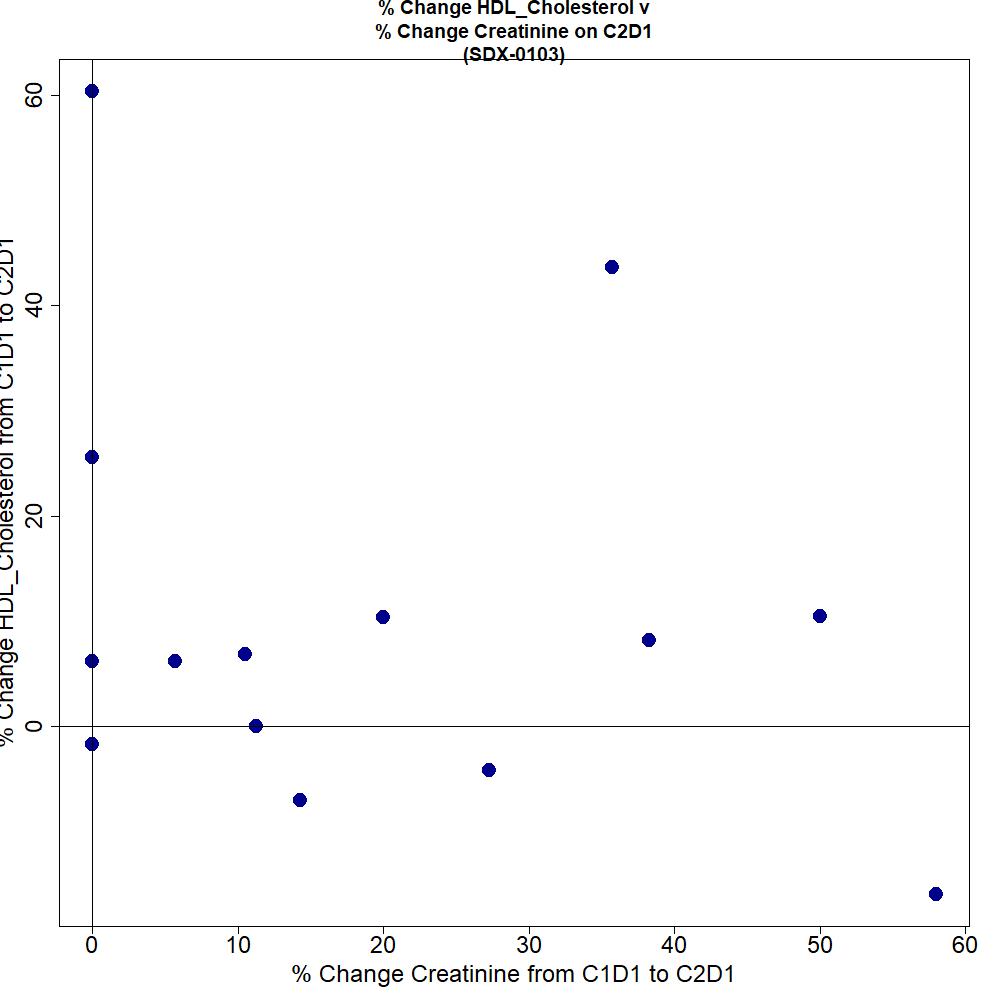 % Change HDL_Cholesterol v
% Change Creatinine on C2D1
(SDX-0103)
% Change HDL_Cholesterol from C1D1 to C2D1
60
40
20
0
0 10 20 30 40 50 60
% Change Creatinine from C1D1 to C2D1